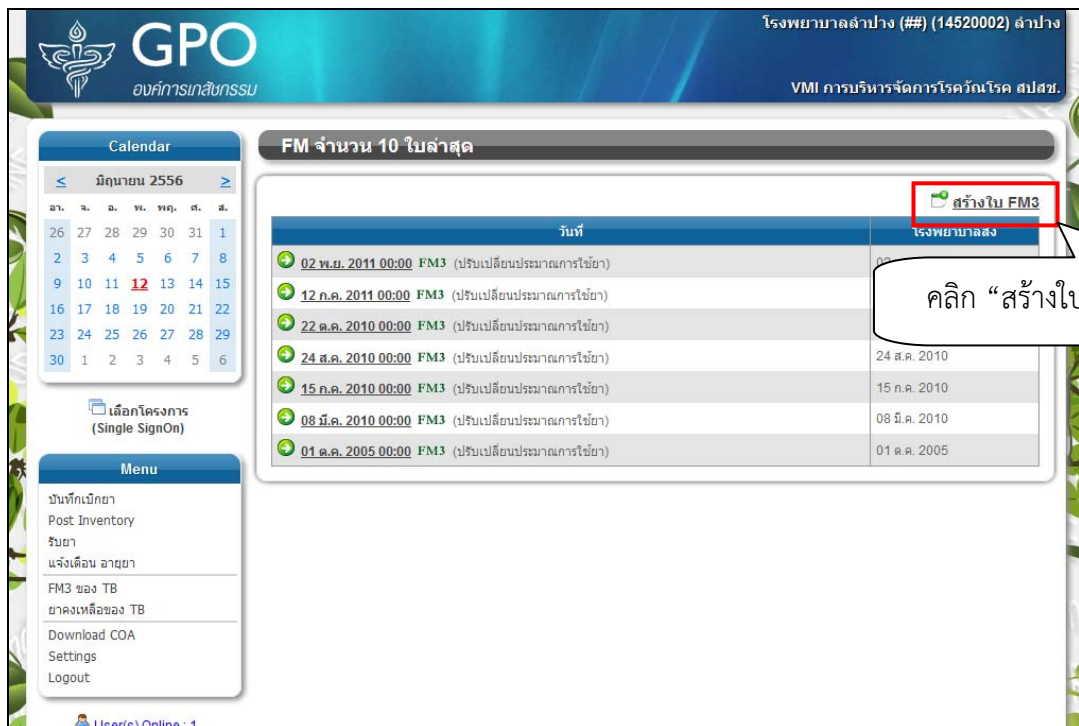 GPO
องค์การเภสัชกรรม
โรงพยาบาลลำปาง (##) (14520002) ลำปาง
VMI การบริหารจัดการโรควัณโรค สปสช.
Calendar
< มิถุนายน 2556 >
อา. จ. อ. พ. พฤ. ศ. ส.
26 27 28 29 30 31 1
2 3 4 5 6 7 8
9 10 11 12 13 14 15
16 17 18 19 20 21 22
23 24 25 26 27 28 29
30 1 2 3 4 5 6
เลือกโครงการ
(Single SignOn)
Menu
บันทึกเบิกยา
Post Inventory
รับยา
แจ้งเตือน อายุยา
FM3 ของ TB
ยาคงเหลือของ TB
Download COA
Settings
Logout
User(s) Online : 1
FM จำนวน 10 ใบล่าสุด
สร้างใบ FM3
วันที่ โรงพยาบาลส่ง
02 พ.ย. 2011 00:00 FM3 (ปรับเปลี่ยนประมาณการใช้ยา) 02
12 ก.ค. 2011 00:00 FM3 (ปรับเปลี่ยนประมาณการใช้ยา)
22 ต.ค. 2010 00:00 FM3 (ปรับเปลี่ยนประมาณการใช้ยา)
24 ส.ค. 2010 00:00 FM3 (ปรับเปลี่ยนประมาณการใช้ยา) 24 ส.ค. 2010
15 ก.ค. 2010 00:00 FM3 (ปรับเปลี่ยนประมาณการใช้ยา) 15 ก.ค. 2010
08 มี.ค. 2010 00:00 FM3 (ปรับเปลี่ยนประมาณการใช้ยา) 08 มี.ค. 2010
01 ต.ค. 2005 00:00 FM3 (ปรับเปลี่ยนประมาณการใช้ยา) 01 ต.ค. 2005
คลิก “สร้างใบ